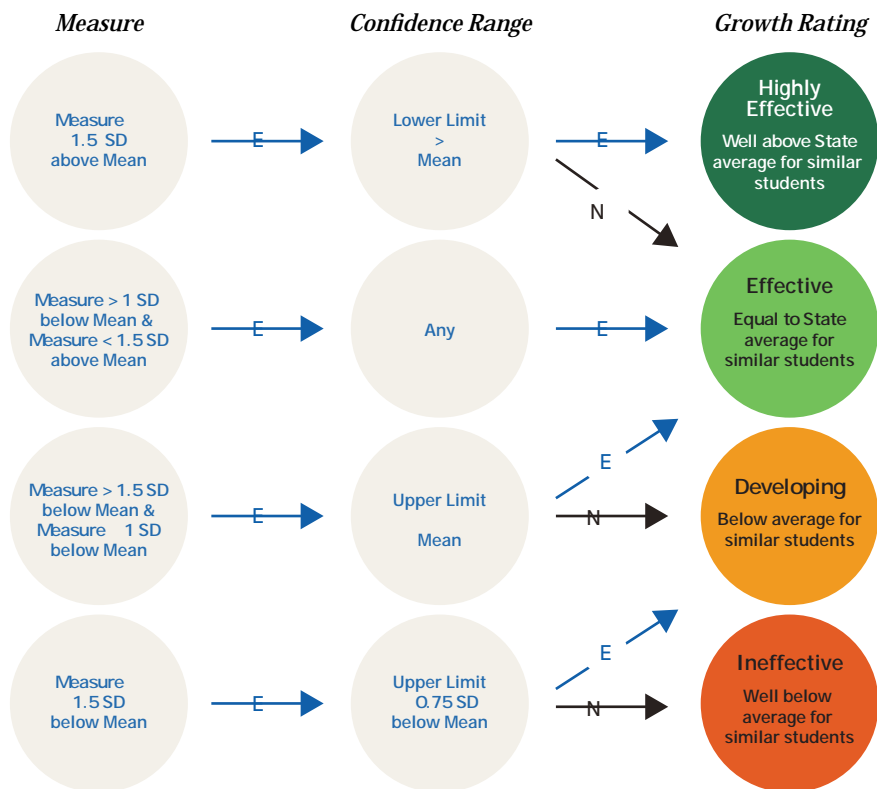 Measure
Confidence Range
Growth Rating
Measure
1.5 SD
above Mean
E
Lower Limit
>
Mean
E
N
Highly
Effective
Well above State
average for similar
students
Measure > 1 SD
below Mean &
Measure < 1.5 SD
above Mean
E
Any
E
Effective
Equal to State
average for
similar students
Measure > 1.5 SD
below Mean &
Measure 1 SD
below Mean
E
Upper Limit
Mean
E
N
Developing
Below average for
similar students
Measure
1.5 SD
below Mean
E
Upper Limit
0.75 SD
below Mean
E
N
Ineffective
Well below
average for
similar students